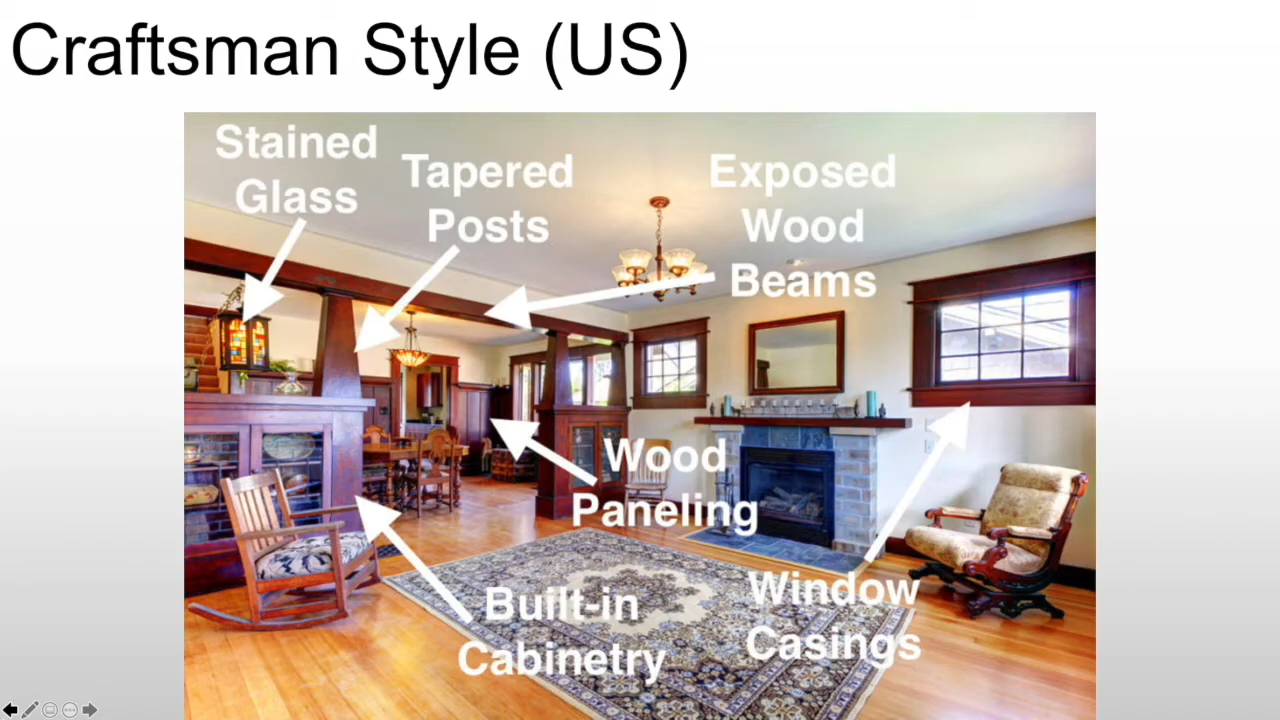 Craftsman Style (US)
Stained
Glass
Tapered
Posts
Exposed
Wood
Beams
Wood
Paneling
Built-in
Cabinetry
Window
Casings